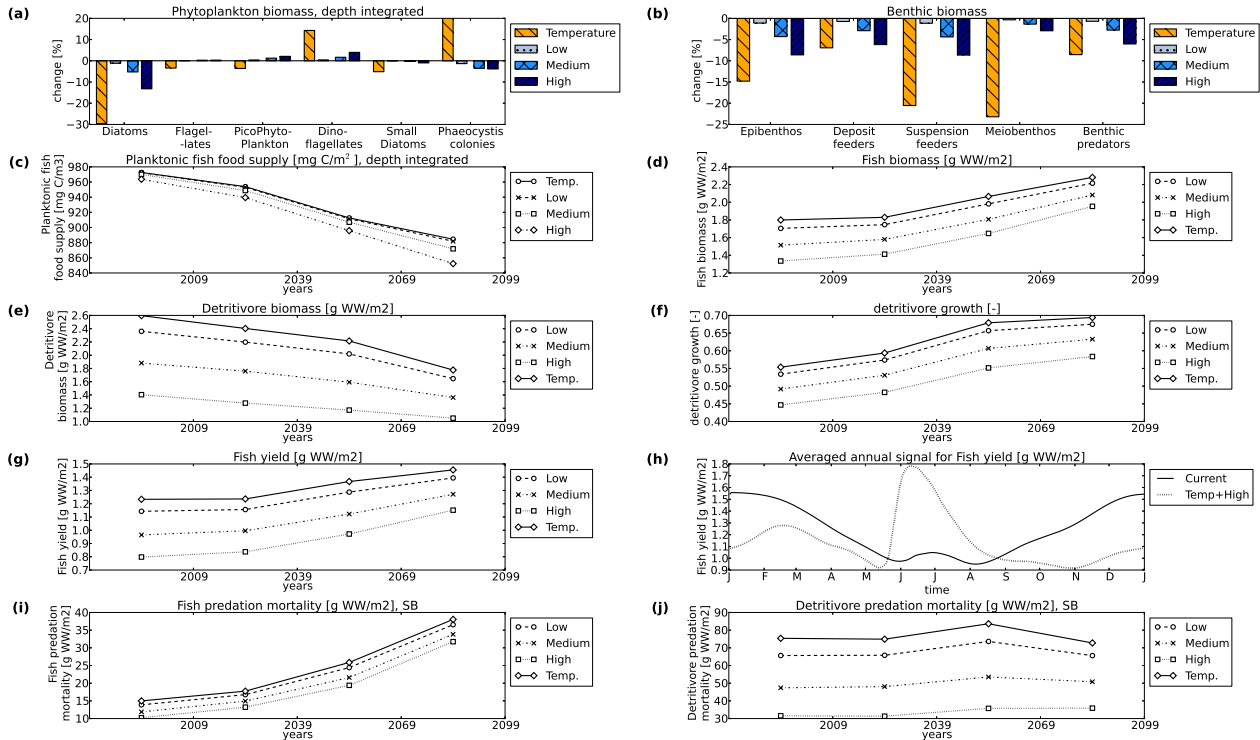 (a)
Phytoplankton biomass, depth integrated
change [%]
20
10
0
−10
−20
−30
Diatoms
Flagel-
-lates
PicoPhyto-
Plankton
Dino-
flagellates
Small
Diatoms
Phaeocystis
colonies
Temperature
Low
Medium
High
(b)
Benthic biomass
change [%]
0
−5
−10
−15
−20
−25
Epibenthos
Deposit
feeders
Suspension
feeders
Meiobenthos
Benthic
predators
Temperature
Low
Medium
High
(c)
Planktonic fish food supply [mg C/m² ], depth integrated
Planktonic fish
food supply [mg C/m3]
980
960
940
920
900
880
860
840
2009
2039
2069
2099
years
Temp.
Low
Medium
High
(d)
Fish biomass [g WW/m2]
Fish biomass [g WW/m2]
2.4
2.2
2.0
1.8
1.6
1.4
1.2
2009
2039
2069
2099
years
Low
Medium
High
Temp.
(e)
Detritivore biomass [g WW/m2]
Detritivore
biomass [g WW/m2]
2.6
2.4
2.2
2.0
1.8
1.6
1.4
1.2
1.0
2009
2039
2069
2099
years
Low
Medium
High
Temp.
(f)
detritivore growth [-]
detritivore growth [-]
0.70
0.65
0.60
0.55
0.50
0.45
0.40
2009
2039
2069
2099
years
Low
Medium
High
Temp.
(g)
Fish yield [g WW/m2]
Fish yield [g WW/m2]
1.5
1.4
1.3
1.2
1.1
1.0
0.9
0.8
0.7
2009
2039
2069
2099
years
Low
Medium
High
Temp.
(h)
Averaged annual signal for Fish yield [g WW/m2]
Fish yield [g WW/m2]
1.8
1.7
1.6
1.5
1.4
1.3
1.2
1.1
1.0
0.9
J F M A M J J A S O N D J
time
Current
Temp+High
(i)
Fish predation mortality [g WW/m2], SB
Fish predation
mortality [g WW/m2]
40
35
30
25
20
15
10
2009
2039
2069
2099
years
Low
Medium
High
Temp.
(j)
Detritivore predation mortality [g WW/m2], SB
Detritivore predation
mortality [g WW/m2]
90
80
70
60
50
40
30
2009
2039
2069
2099
years
Low
Medium
High
Temp.